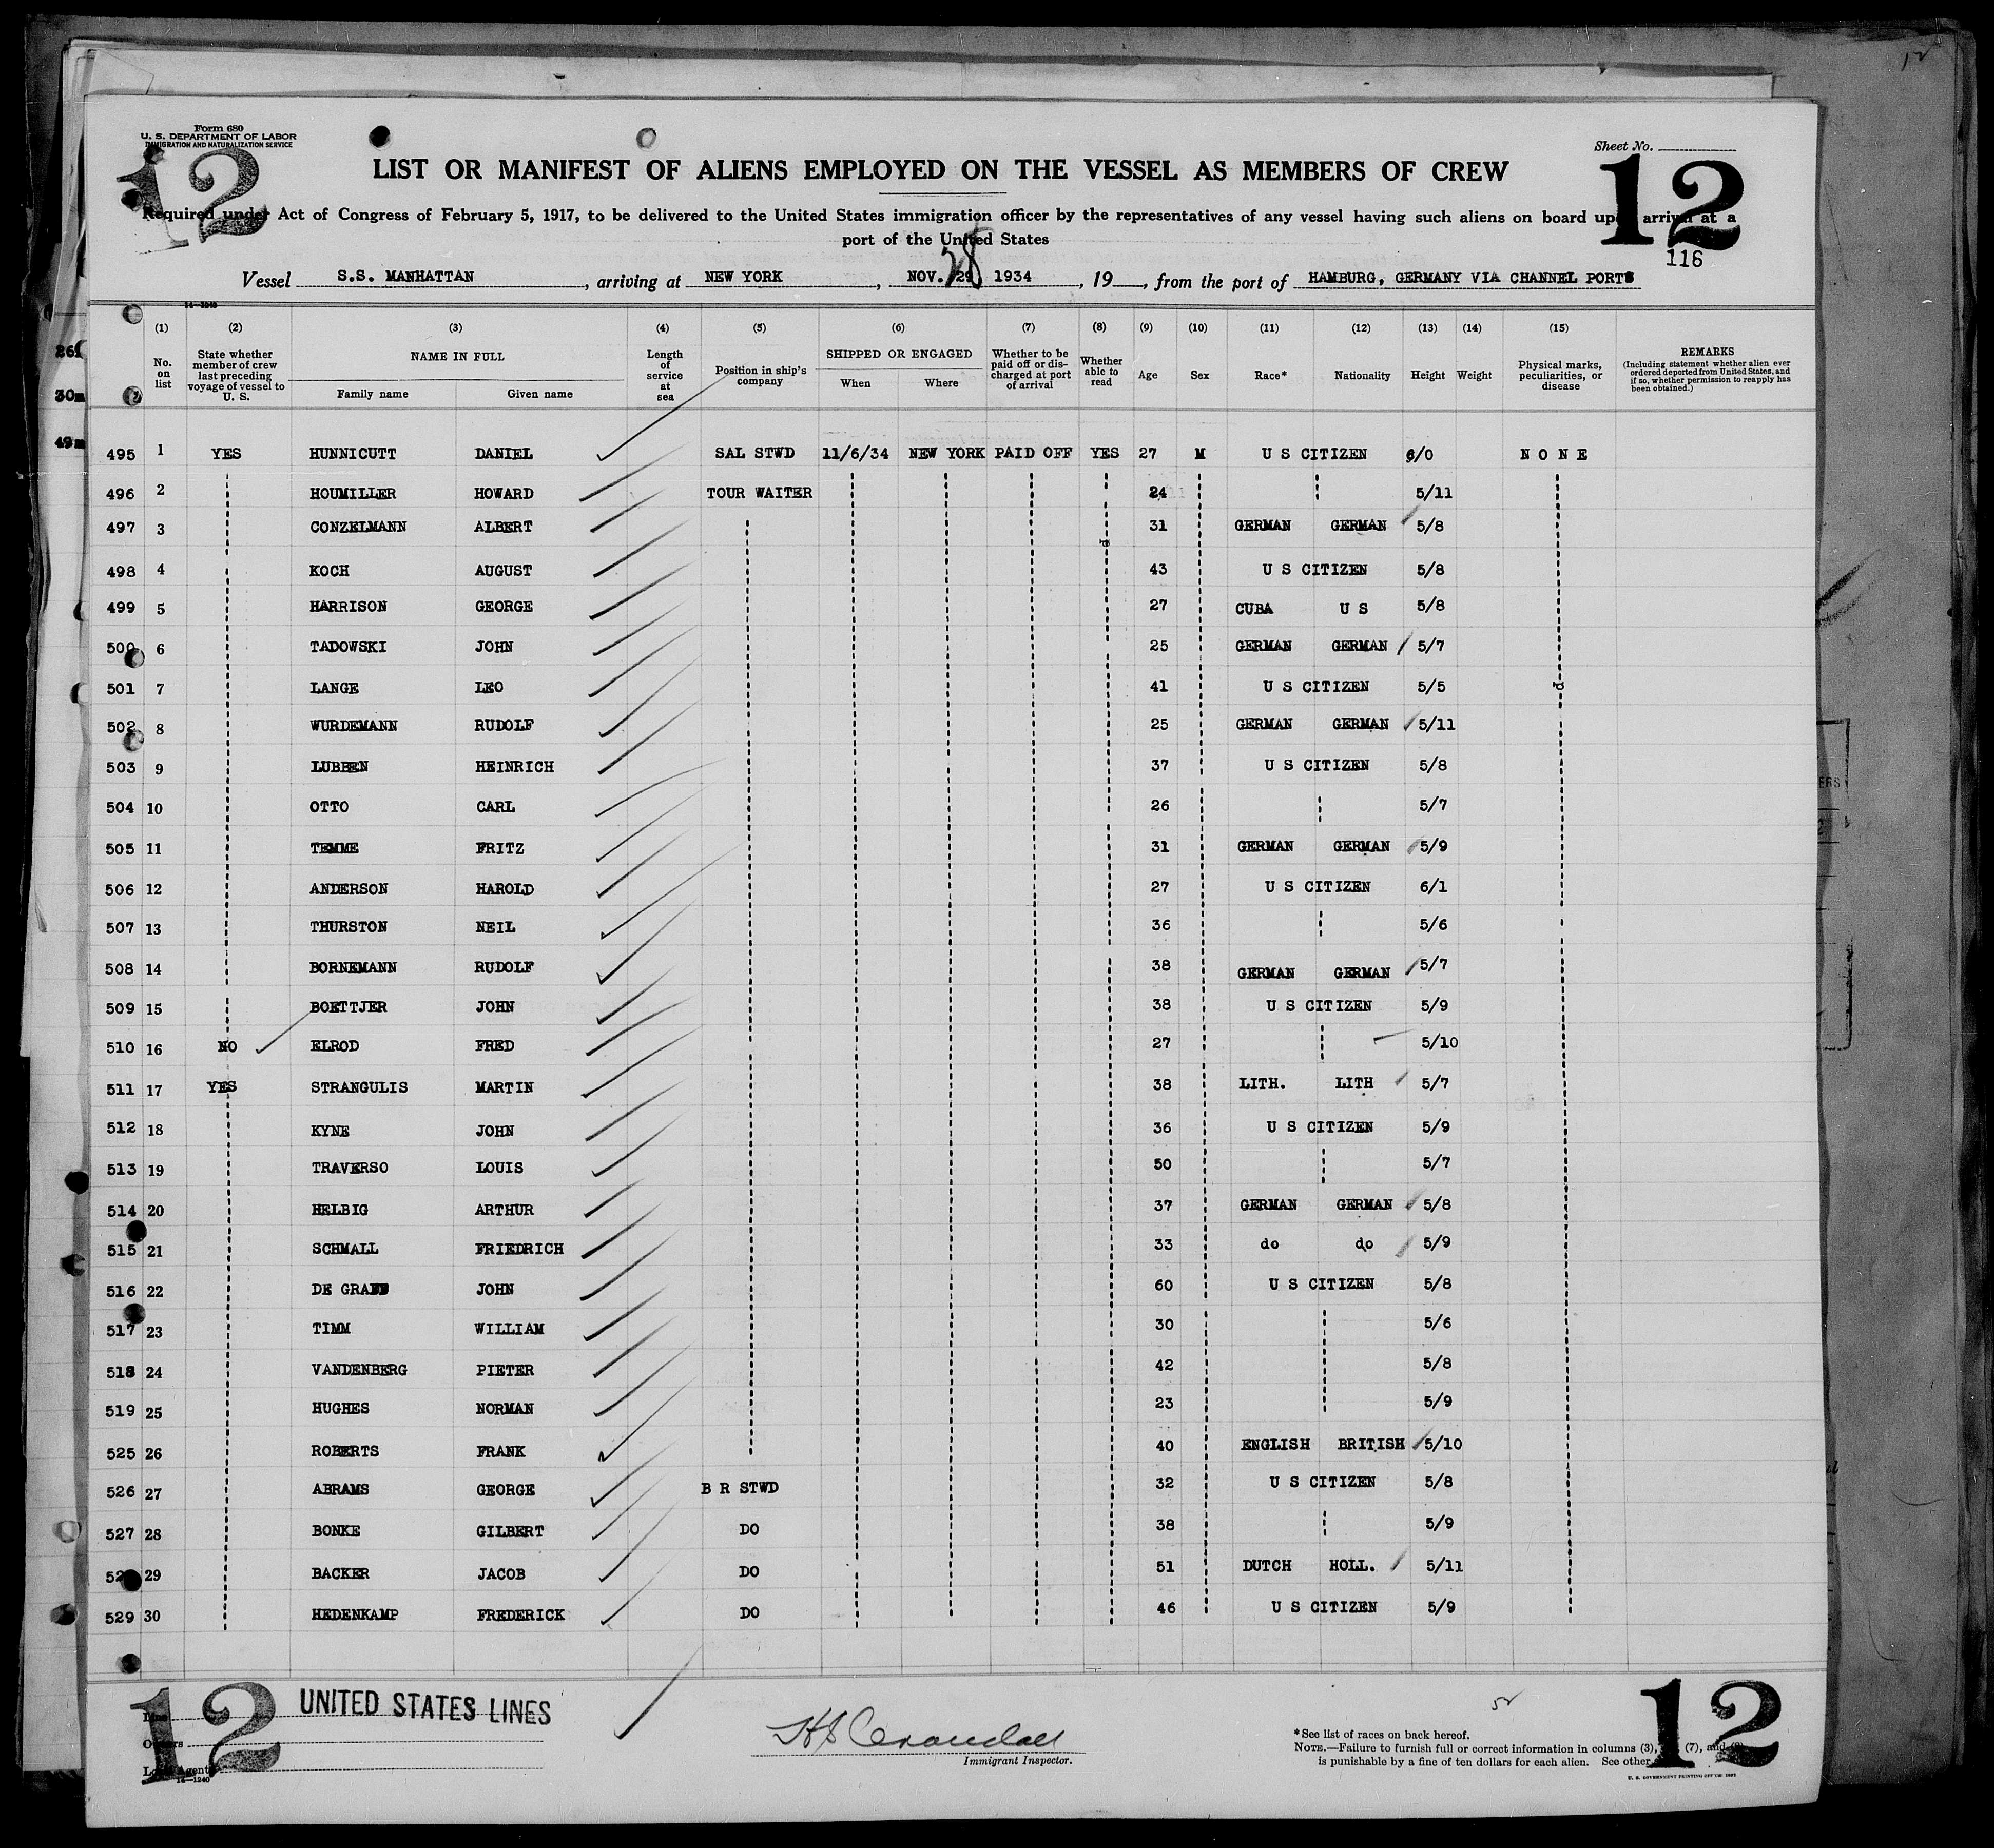 12
Form 680
U. S. DEPARTMENT OF LABOR
IMMIGRATION AND NATURALIZATION SERVICE
12
Sheet No.
12
116
LIST OR MANIFEST OF ALIENS EMPLOYED ON THE VESSEL AS MEMBERS OF CREW
Required under Act of Congress of February 5, 1917, to be delivered to the United States immigration officer by the representatives of any vessel having such aliens on board upon arrival at a
port of the United States
28
Vessel S.S. MANHATTAN, arriving at NEW YORK, NOV. 29 1934, 19, from the port of HAMBURG, GERMANY VIA CHANNEL PORTS
14—1240
(1) (2) (3) (4) (5) (6) (7) (8) (9) (10) (11) (12) (13) (14) (15)
No. on list State whether member of crew last preceding voyage of vessel to U. S. NAME IN FULL Family name Given name Length of service at sea Position in ship's company SHIPPED OR ENGAGED When Where Whether to be paid off or discharged at port of arrival Whether able to read Age Sex Race* Nationality Height Weight Physical marks, peculiarities, or disease REMARKS (Including statement whether alien ever ordered deported from United States, and if so, whether permission to reapply has been obtained.)
30m
49m
495 1 YES HUNNICUTT DANIEL SAL STWD 11/6/34 NEW YORK PAID OFF YES 27 M U S CITIZEN 6/0 NONE
496 2 HOUMILLER HOWARD TOUR WAITER 24 5/11
497 3 CONZELMANN ALBERT 31 GERMAN GERMAN 5/8
498 4 KOCH AUGUST 43 U S CITIZEN 5/8
499 5 HARRISON GEORGE 27 CUBA U S 5/8
500 6 TADOWSKI JOHN 25 GERMAN GERMAN 5/7
501 7 LANGE LEO 41 U S CITIZEN 5/5
502 8 WURDEMANN RUDOLF 25 GERMAN GERMAN 5/11
503 9 LUBBEN HEINRICH 37 U S CITIZEN 5/8
504 10 OTTO CARL 26 5/7
505 11 TEMME FRITZ 31 GERMAN GERMAN 5/9
506 12 ANDERSON HAROLD 27 U S CITIZEN 6/1
507 13 THURSTON NEIL 36 5/6
508 14 BORNEMANN RUDOLF 38 GERMAN GERMAN 5/7
509 15 BOETTJER JOHN 38 U S CITIZEN 5/9
510 16 NO ELROD FRED 27 5/10
511 17 YES STRANGULIS MARTIN 38 LITH. LITH 5/7
512 18 KYNE JOHN 36 U S CITIZEN 5/9
513 19 TRAVERSO LOUIS 50 5/7
514 20 HELBIG ARTHUR 37 GERMAN GERMAN 5/8
515 21 SCHMALL FRIEDRICH 33 do do 5/9
516 22 DE JOHN 60 U S CITIZEN 5/8
517 23 TIMM WILLIAM 30 5/6
518 24 VANDENBERG PIETER 42 5/8
519 25 HUGHES NORMAN 23 5/9
525 26 ROBERTS FRANK 40 ENGLISH BRITISH 5/10
526 27 ABRAMS GEORGE B R STWD 32 U S CITIZEN 5/8
527 28 BONKE GILBERT DO 38 5/9
29 BACKER JACOB DO 51 DUTCH HOLL. 5/11
529 30 HEDENKAMP FREDERICK DO 46 U S CITIZEN 5/9
12
Line UNITED STATES LINES
Owners
Local Agents
14—1240
Immigrant Inspector.
52
*See list of races on back hereof.
NOTE.—Failure to furnish full or correct information in columns (3), (7), and
is punishable by a fine of ten dollars for each alien. See other
12